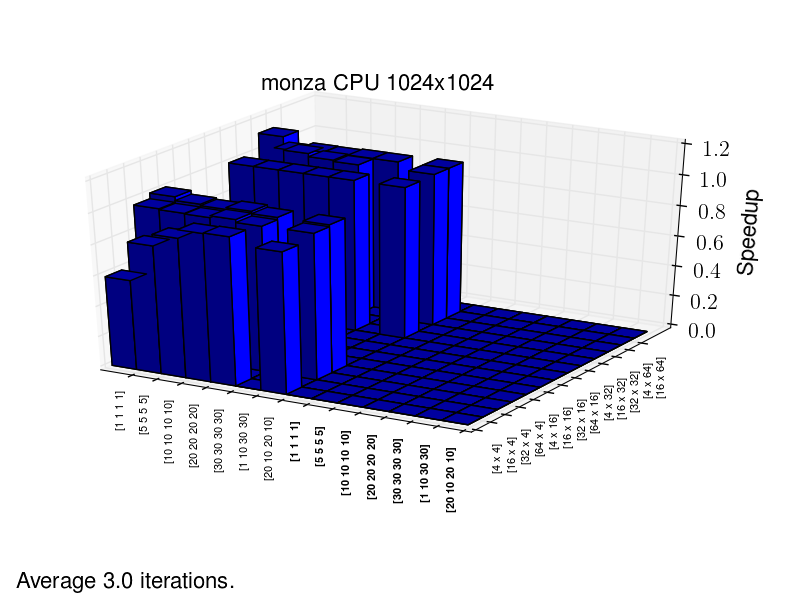 monza CPU 1024x1024
1.2
1.0
0.8
0.6
0.4
0.2
0.0
Speedup
[1 1 1 1]
[5 5 5 5]
[10 10 10 10]
[20 20 20 20]
[30 30 30 30]
[1 10 30 30]
[20 10 20 10]
[1 1 1 1]
[5 5 5 5]
[10 10 10 10]
[20 20 20 20]
[30 30 30 30]
[1 10 30 30]
[20 10 20 10]
[4 x 4]
[16 x 4]
[32 x 4]
[64 x 4]
[4 x 16]
[16 x 16]
[32 x 16]
[64 x 16]
[4 x 32]
[16 x 32]
[32 x 32]
[4 x 64]
[16 x 64]
Average 3.0 iterations.